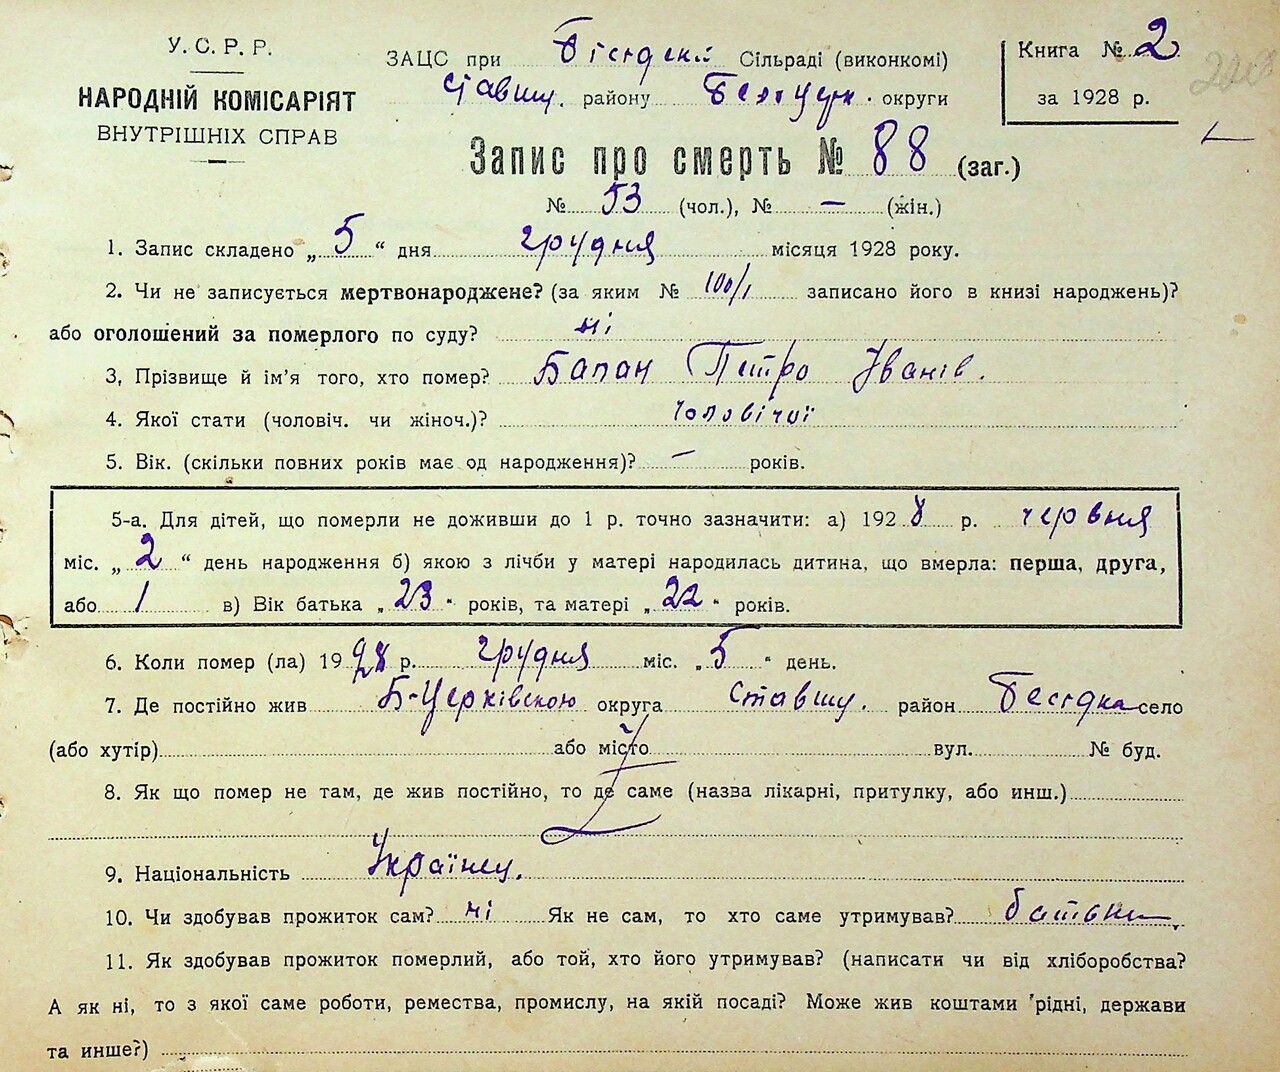 У. С. Р. Р.
НАРОДНІЙ КОМІСАРІЯТ
ВНУТРІШНІХ СПРАВ
ЗАЦС при Бісідскій Сільраді (виконкомі)
Ставищ. району Білоцерк. округи
Книга № 2
за 1928 р.
Запис про смерть № 88 (заг.)
№ 53 (чол.), № — (жін.)
1. Запис складено „ 5 “ дня грудня місяця 1928 року.
2. Чи не записується мертвонароджене? (за яким № записано його в книзі народжень)?
або оголошений за померлого по суду? ні
3, Прізвище й ім'я того, хто помер? Бапан Петро Іванів.
4. Якої стати (чоловіч. чи жіноч.)? чоловічої
5. Вік. (скільки повних років має од народження)? — років.
5-а. Для дітей, що померли не доживши до 1 р. точно зазначити: а) 1928 р. червня
міс. „ 2 “ день народження б) якою з лічби у матері народилась дитина, що вмерла: перша, друга,
або 1 в) Вік батька „ 23 “ років, та матері „ 22 “ років.
6. Коли помер (ла) 1928 р. грудня міс. „ 5 “ день.
7. Де постійно жив Б-Церківською округа Ставищ. район Бесідка село
(або хутір) або місто вул. № буд.
8. Як що помер не там, де жив постійно, то де саме (назва лікарні, притулку, або инш.)
9. Національність Українец.
10. Чи здобував прожиток сам? ні Як не сам, то хто саме утримував? батьки
11. Як здобував прожиток померлий, або той, хто його утримував? (написати чи від хліборобства?
А як ні, то з якої саме роботи, ремества, промислу, на якій посаді? Може жив коштами рідні, держави
та инше?)